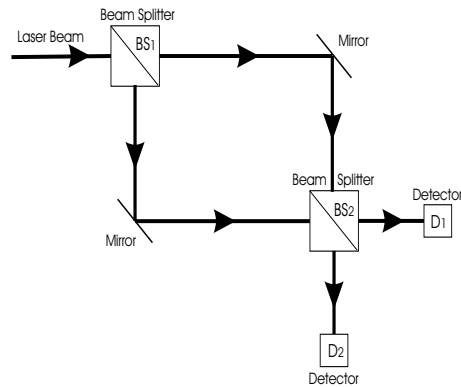 Beam Splitter
Laser Beam
BS1
Mirror
Beam Splitter
Detector
BS2
D1
Mirror
D2
Detector